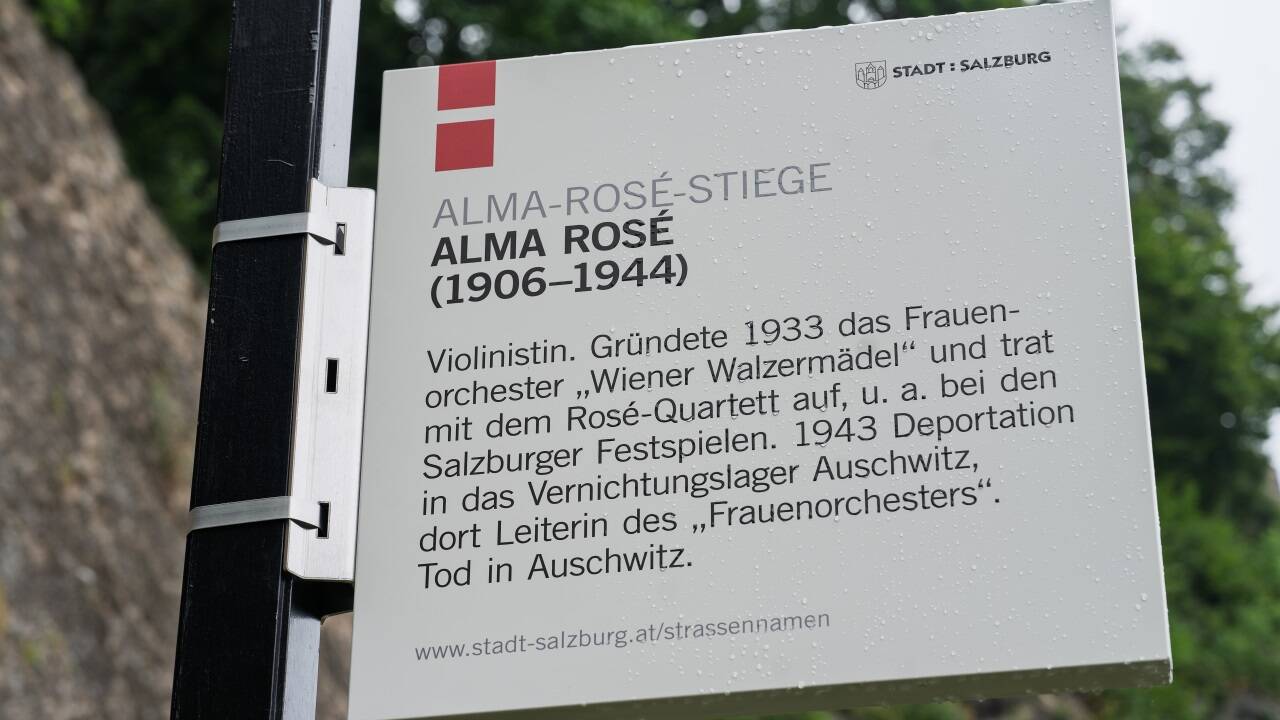 STADT : SALZBURG
ALMA-ROSÉ-STIEGE
ALMA ROSÉ
(1906–1944)
Violinistin. Gründete 1933 das Frauen-
orchester „Wiener Walzermädel“ und trat
mit dem Rosé-Quartett auf, u. a. bei den
Salzburger Festspielen. 1943 Deportation
in das Vernichtungslager Auschwitz,
dort Leiterin des „Frauenorchesters“.
Tod in Auschwitz.
www.stadt-salzburg.at/strassennamen